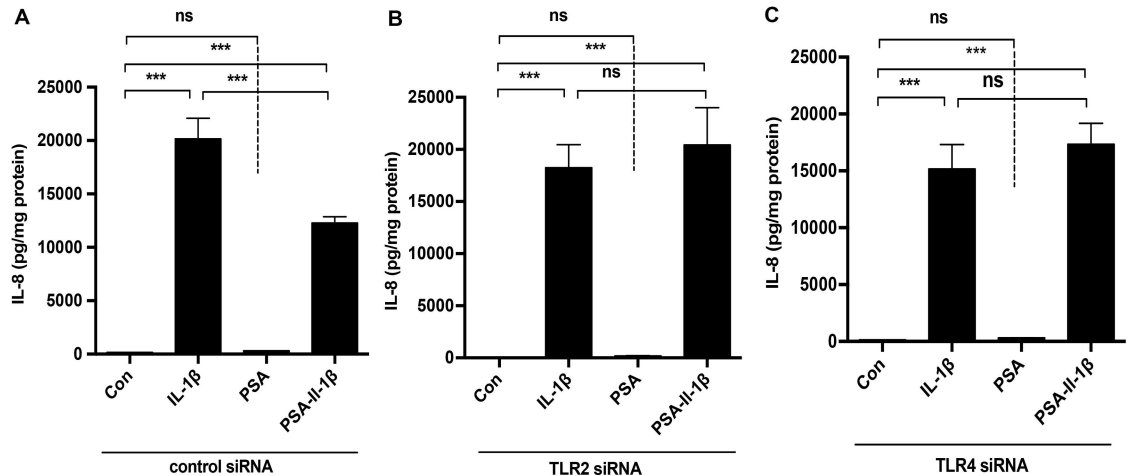 A
ns
***
***
***
IL-8 (pg/mg protein)
25000
20000
15000
10000
5000
0
Con
IL-1β
PSA
PSA-II-1β
control siRNA
B
ns
***
***
ns
IL-8 (pg/mg protein)
25000
20000
15000
10000
5000
0
Con
IL-1β
PSA
PSA-II-1β
TLR2 siRNA
C
ns
***
***
ns
IL-8 (pg/mg protein)
25000
20000
15000
10000
5000
0
Con
IL-1β
PSA
PSA-II-1β
TLR4 siRNA